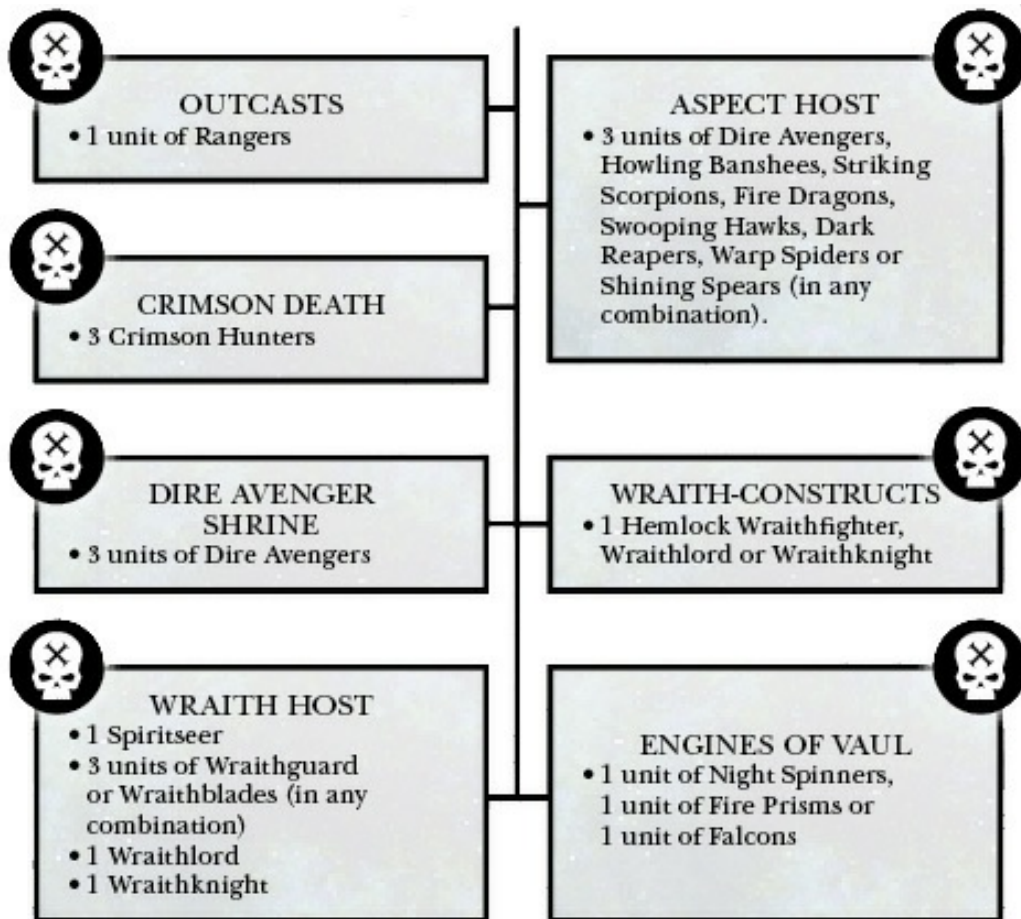 OUTCASTS
• 1 unit of Rangers
ASPECT HOST
• 3 units of Dire Avengers,
Howling Banshees, Striking
Scorpions, Fire Dragons,
Swooping Hawks, Dark
Reapers, Warp Spiders or
Shining Spears (in any
combination).
CRIMSON DEATH
• 3 Crimson Hunters
DIRE AVENGER
SHRINE
• 3 units of Dire Avengers
WRAITH-CONSTRUCTS
• 1 Hemlock Wraithfighter,
Wraithlord or Wraithknight
WRAITH HOST
• 1 Spiritseer
• 3 units of Wraithguard
or Wraithblades (in any
combination)
• 1 Wraithlord
• 1 Wraithknight
ENGINES OF VAUL
• 1 unit of Night Spinners,
1 unit of Fire Prisms or
1 unit of Falcons